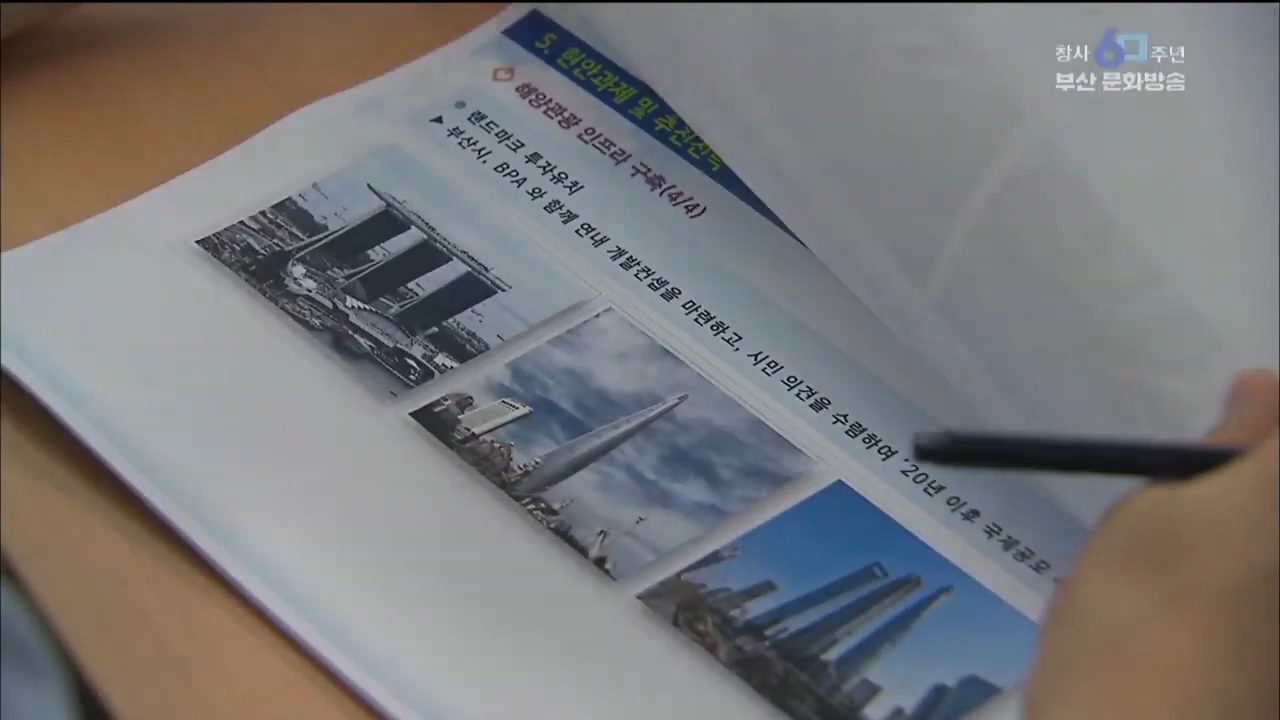 창사 60 주년
부산 문화방송
5. 현안과제 및 추진전략
해양관광 인프라 구축(4/4)
랜드마크 투자유치
부산시, BPA 와 함께 연내 개발컨셉을 마련하고, 시민 의견을 수렴하여 '20년 이후 국제공모